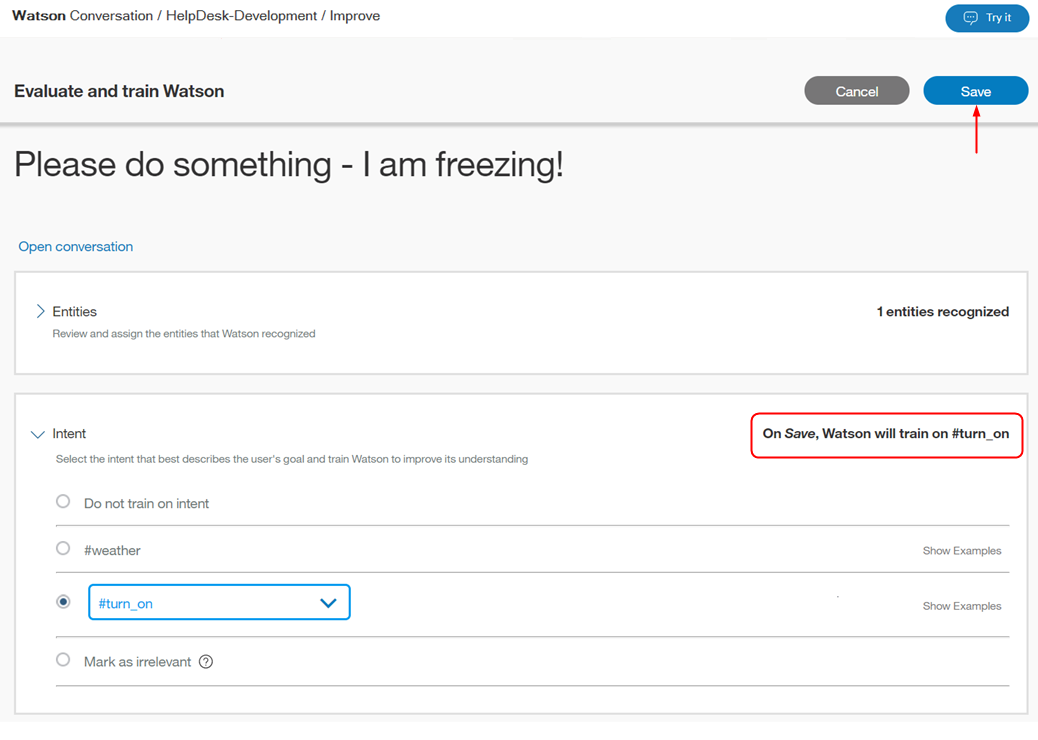 Watson Conversation / HelpDesk-Development / Improve
Try it
Evaluate and train Watson
Cancel
Save
Please do something - I am freezing!
Open conversation
Entities
1 entities recognized
Review and assign the entities that Watson recognized
Intent
On Save, Watson will train on #turn_on
Select the intent that best describes the user's goal and train Watson to improve its understanding
Do not train on intent
#weather
Show Examples
#turn_on
Show Examples
Mark as irrelevant ?